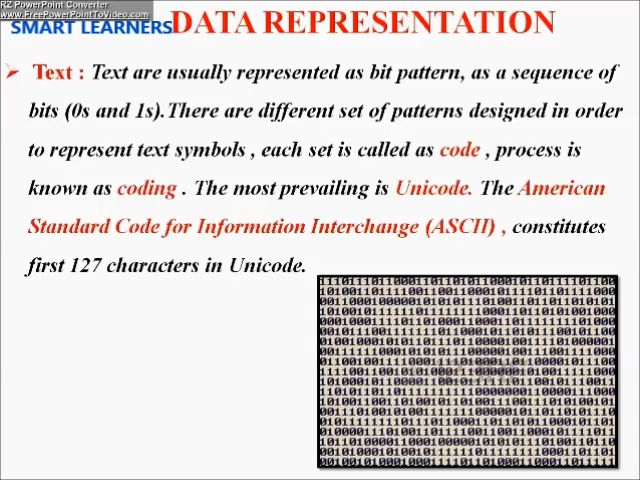 RZ PowerPoint Converter
www.FreePowerPointToVideo.com
SMART LEARNERS
DATA REPRESENTATION
➢ Text : Text are usually represented as bit pattern, as a sequence of
bits (0s and 1s).There are different set of patterns designed in order
to represent text symbols , each set is called as code , process is
known as coding . The most prevailing is Unicode. The American
Standard Code for Information Interchange (ASCII) , constitutes
first 127 characters in Unicode.